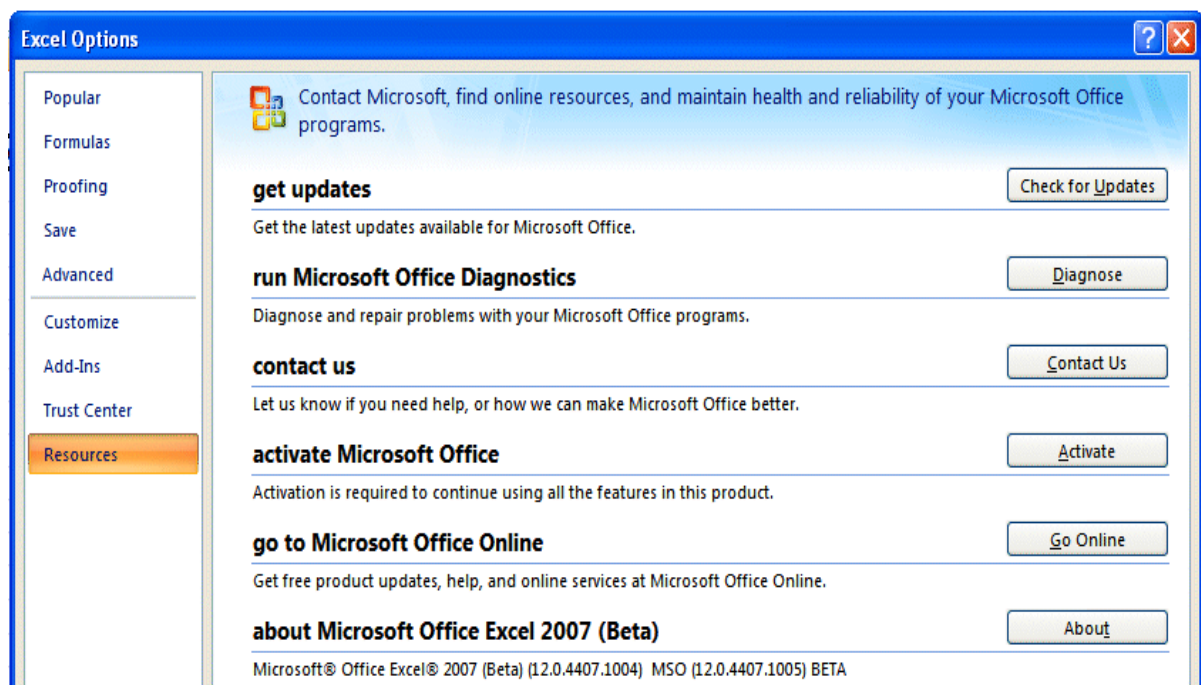 Excel Options
Popular
Formulas
Proofing
Save
Advanced
Customize
Add-Ins
Trust Center
Resources
Contact Microsoft, find online resources, and maintain health and reliability of your Microsoft Office
programs.
get updates
Check for Updates
Get the latest updates available for Microsoft Office.
run Microsoft Office Diagnostics
Diagnose
Diagnose and repair problems with your Microsoft Office programs.
contact us
Contact Us
Let us know if you need help, or how we can make Microsoft Office better.
activate Microsoft Office
Activate
Activation is required to continue using all the features in this product.
go to Microsoft Office Online
Go Online
Get free product updates, help, and online services at Microsoft Office Online.
about Microsoft Office Excel 2007 (Beta)
About
Microsoft® Office Excel® 2007 (Beta) (12.0.4407.1004) MSO (12.0.4407.1005) BETA